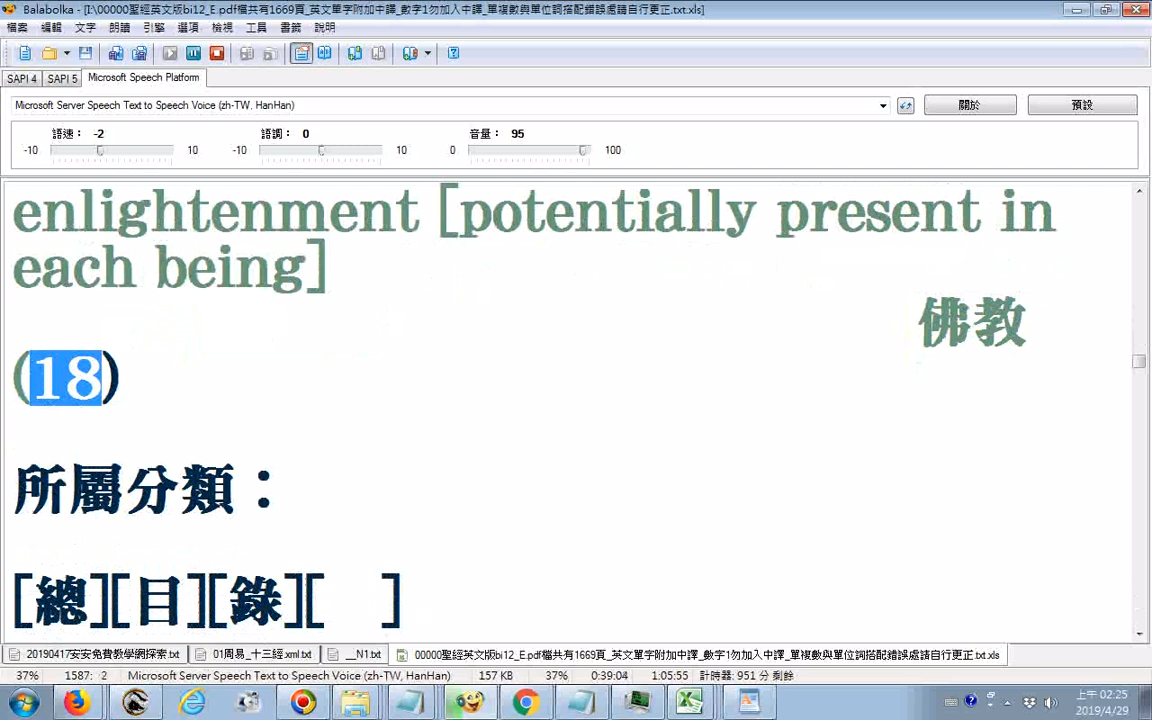 Balabolka - [I:\00000聖經英文版bi12_E.pdf檔共有1669頁_英文單字附加中譯_數字1勿加入中譯_單複數與單位詞搭配錯誤處請自行更正.txt.xls]
檔案 編輯 文字 朗讀 引擎 選項 檢視 工具 書籤 說明
SAPI 4 SAPI 5 Microsoft Speech Platform
Microsoft Server Speech Text to Speech Voice (zh-TW, HanHan) 關於 預設
語速： -2 語調： 0 音量： 95
-10 10 -10 10 0 100
enlightenment [potentially present in
each being]
佛教
(18)
所屬分類：
[總][目][錄][ ]
20190417安安免費教學網探索.txt 01周易_十三經.xml.txt __N1.txt 00000聖經英文版bi12_E.pdf檔共有1669頁_英文單字附加中譯_數字1勿加入中譯_單複數與單位詞搭配錯誤處請自行更正.txt.xls
37% 1587: 2 Microsoft Server Speech Text to Speech Voice (zh-TW, HanHan) 157 KB 37% 0:39:04 1:05:55 計時器: 951 分 剩餘
上午 02:25
2019/4/29